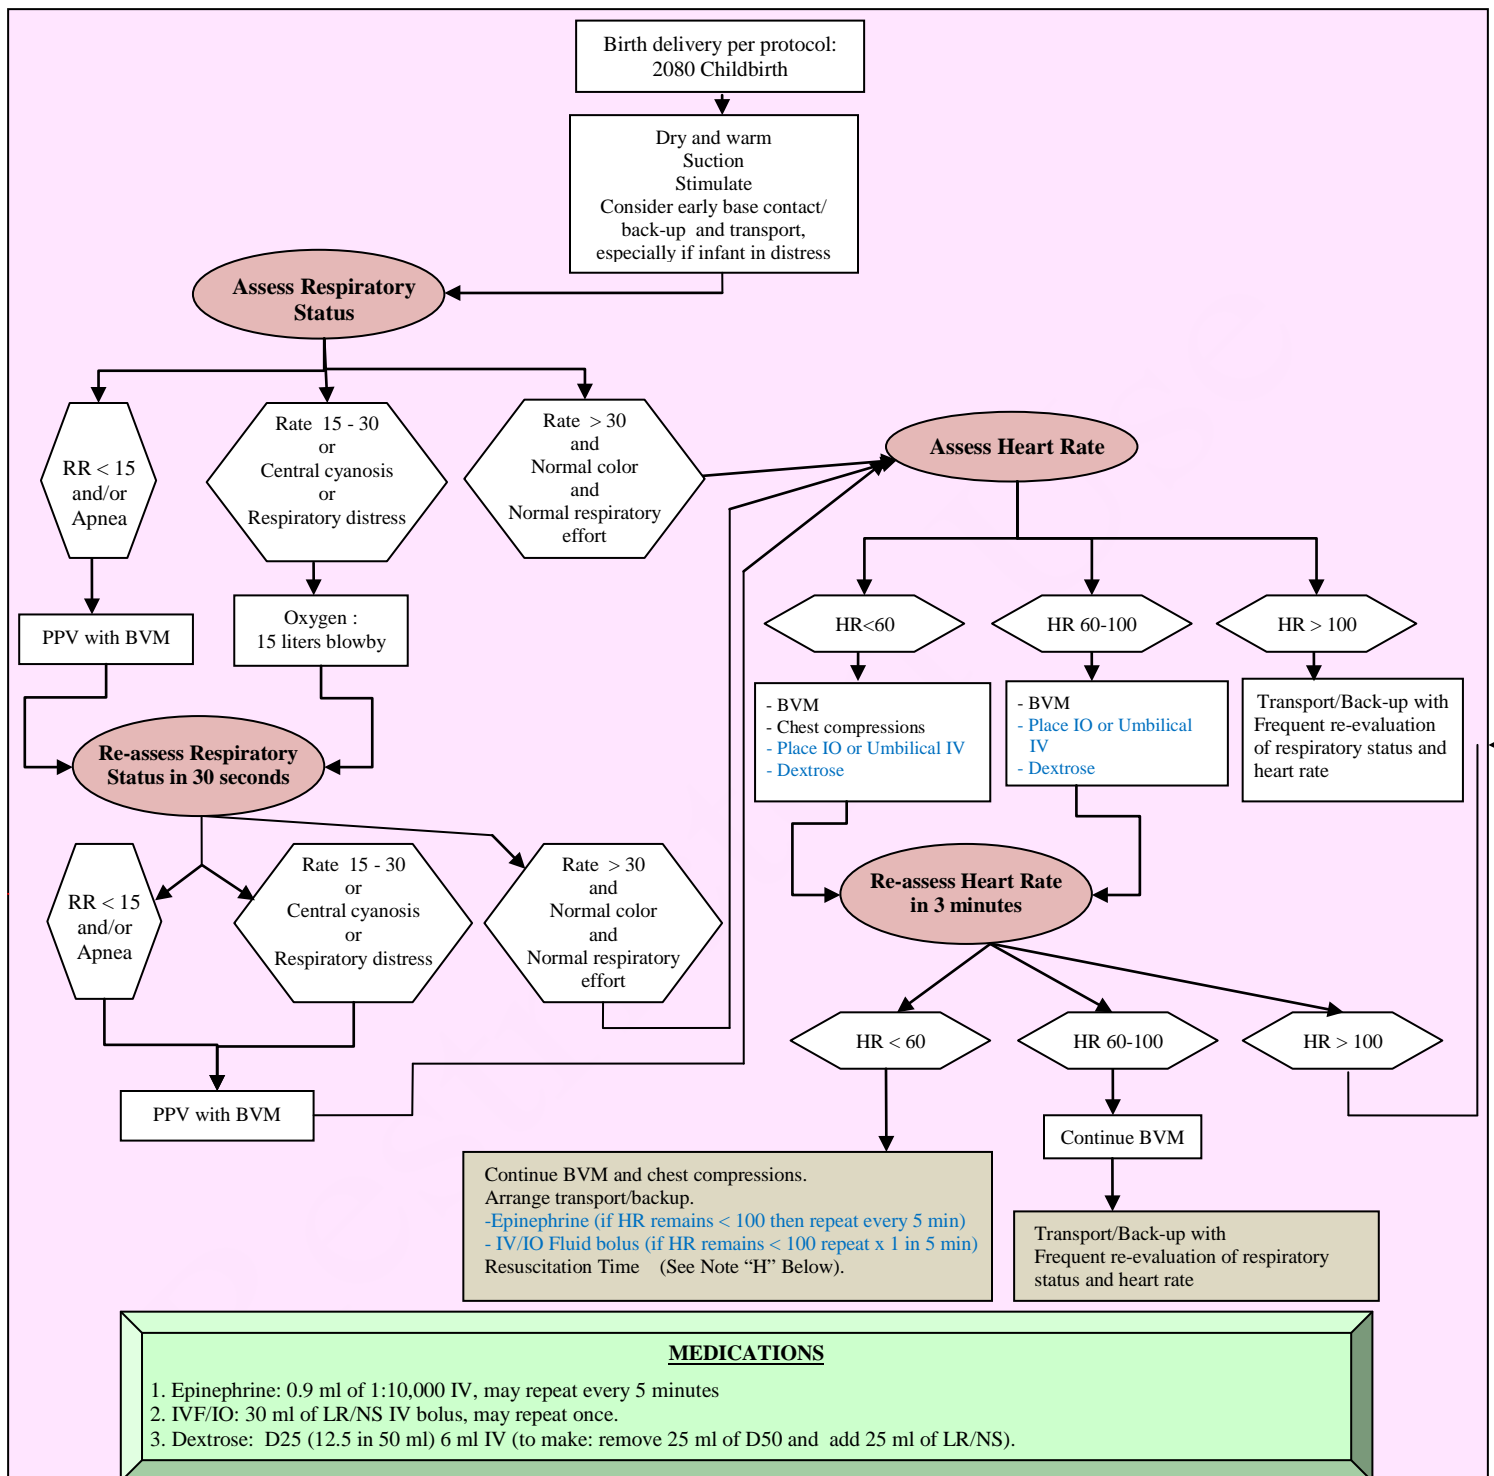 Birth delivery per protocol:
2080 Childbirth
Dry and warm
Suction
Stimulate
Consider early base contact/
back-up and transport,
especially if infant in distress
Assess Respiratory
Status
RR < 15
and/or
Apnea
Rate 15 - 30
or
Central cyanosis
or
Respiratory distress
Rate > 30
and
Normal color
and
Normal respiratory
effort
Assess Heart Rate
PPV with BVM
Oxygen :
15 liters blowby
HR<60
HR 60-100
HR > 100
- BVM
- Chest compressions
- Place IO or Umbilical IV
- Dextrose
- BVM
- Place IO or Umbilical
IV
- Dextrose
Transport/Back-up with
Frequent re-evaluation
of respiratory status and
heart rate
Re-assess Respiratory
Status in 30 seconds
RR < 15
and/or
Apnea
Rate 15 - 30
or
Central cyanosis
or
Respiratory distress
Rate > 30
and
Normal color
and
Normal respiratory
effort
Re-assess Heart Rate
in 3 minutes
HR < 60
HR 60-100
HR > 100
PPV with BVM
Continue BVM
Continue BVM and chest compressions.
Arrange transport/backup.
-Epinephrine (if HR remains < 100 then repeat every 5 min)
- IV/IO Fluid bolus (if HR remains < 100 repeat x 1 in 5 min)
Resuscitation Time (See Note “H” Below).
Transport/Back-up with
Frequent re-evaluation of respiratory
status and heart rate
MEDICATIONS
1. Epinephrine: 0.9 ml of 1:10,000 IV, may repeat every 5 minutes
2. IVF/IO: 30 ml of LR/NS IV bolus, may repeat once.
3. Dextrose: D25 (12.5 in 50 ml) 6 ml IV (to make: remove 25 ml of D50 and add 25 ml of LR/NS).